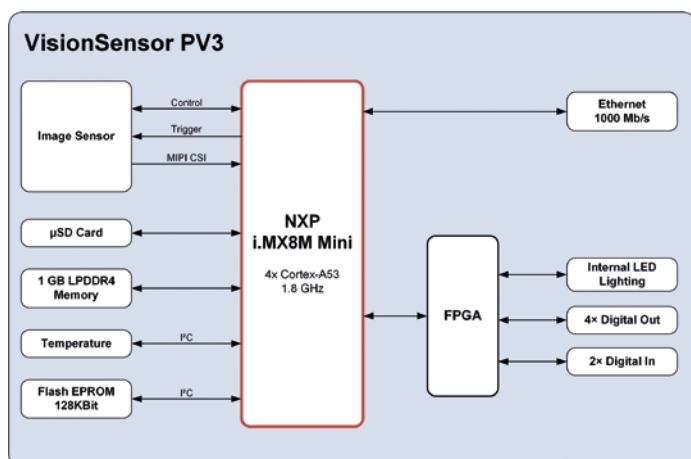 VisionSensor PV3
Image Sensor
Control
Trigger
MIPI CSI
µSD Card
1 GB LPDDR4
Memory
Temperature
I²C
Flash EPROM
128KBit
I²C
NXP
i.MX8M Mini
4x Cortex-A53
1.8 GHz
FPGA
Ethernet
1000 Mb/s
Internal LED
Lighting
4× Digital Out
2× Digital In